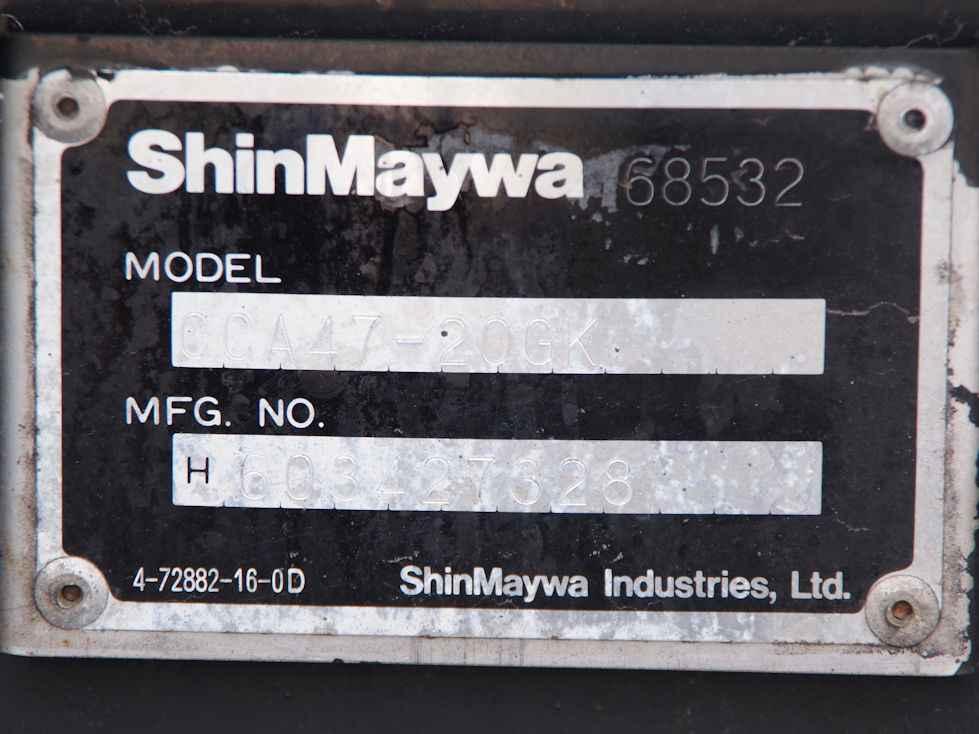 ShinMaywa 68532
MODEL
CCA47-20GK
MFG. NO.
H 603-27328
4-72882-16-0D
ShinMaywa Industries, Ltd.